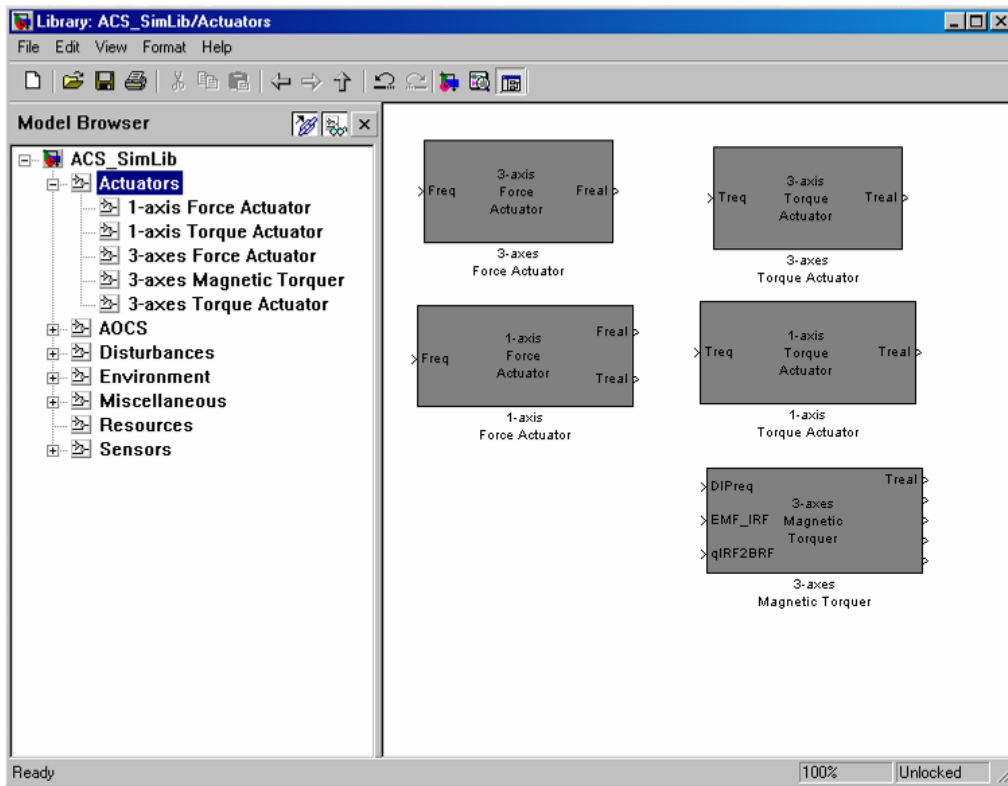 Library: ACS_SimLib/Actuators
File Edit View Format Help
Model Browser
ACS_SimLib
Actuators
1-axis Force Actuator
1-axis Torque Actuator
3-axes Force Actuator
3-axes Magnetic Torquer
3-axes Torque Actuator
AOCS
Disturbances
Environment
Miscellaneous
Resources
Sensors
3-axis
Freq Force Freal
Actuator
3-axes
Force Actuator
3-axis
Treq Torque Treal
Actuator
3-axes
Torque Actuator
Freal
1-axis
Freq Force
Actuator
Treal
1-axis
Force Actuator
1-axis
Treq Torque Treal
Actuator
1-axis
Torque Actuator
Treal
DIPreq
3-axes
EMF_IRF Magnetic
Torquer
qIRF2BRF
3-axes
Magnetic Torquer
Ready 100% Unlocked